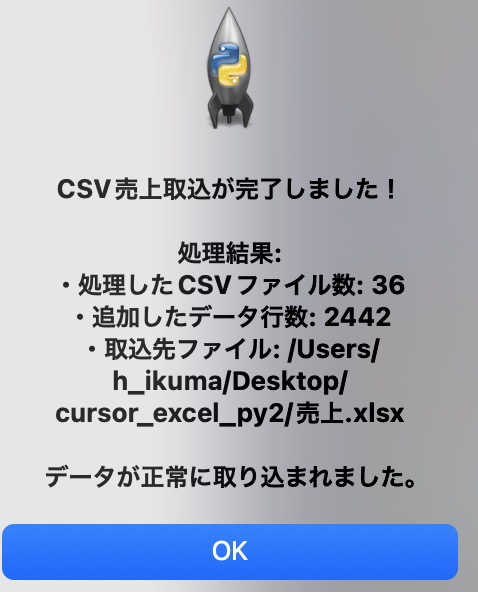 CSV売上取込が完了しました！
処理結果:
・処理したCSVファイル数: 36
・追加したデータ行数: 2442
・取込先ファイル: /Users/
h_ikuma/Desktop/
cursor_excel_py2/売上.xlsx
データが正常に取り込まれました。
OK